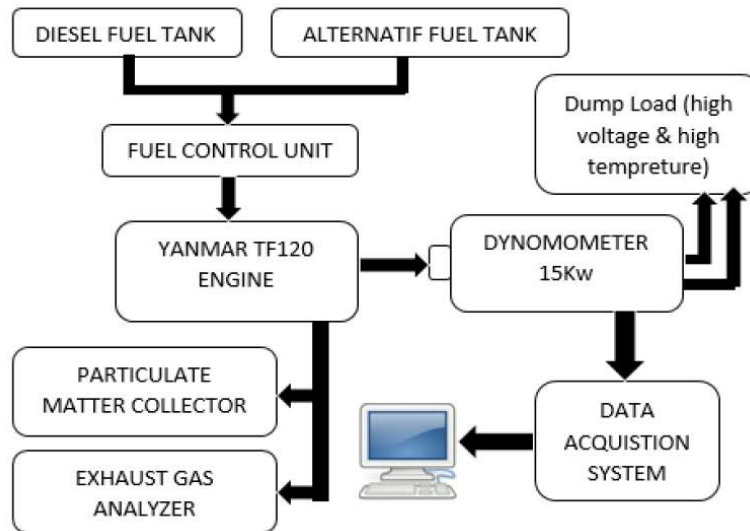 DIESEL FUEL TANK
ALTERNATIF FUEL TANK
Dump Load (high
voltage & high
tempreture)
FUEL CONTROL UNIT
YANMAR TF120
ENGINE
DYNOMOMETER
15Kw
PARTICULATE
MATTER COLLECTOR
DATA
ACQUISTION
SYSTEM
EXHAUST GAS
ANALYZER